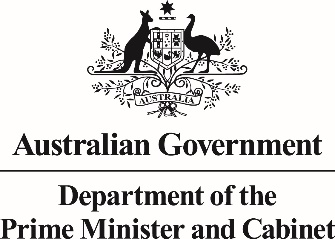 AUSTRALIA
Australian Government
Department of the
Prime Minister and Cabinet